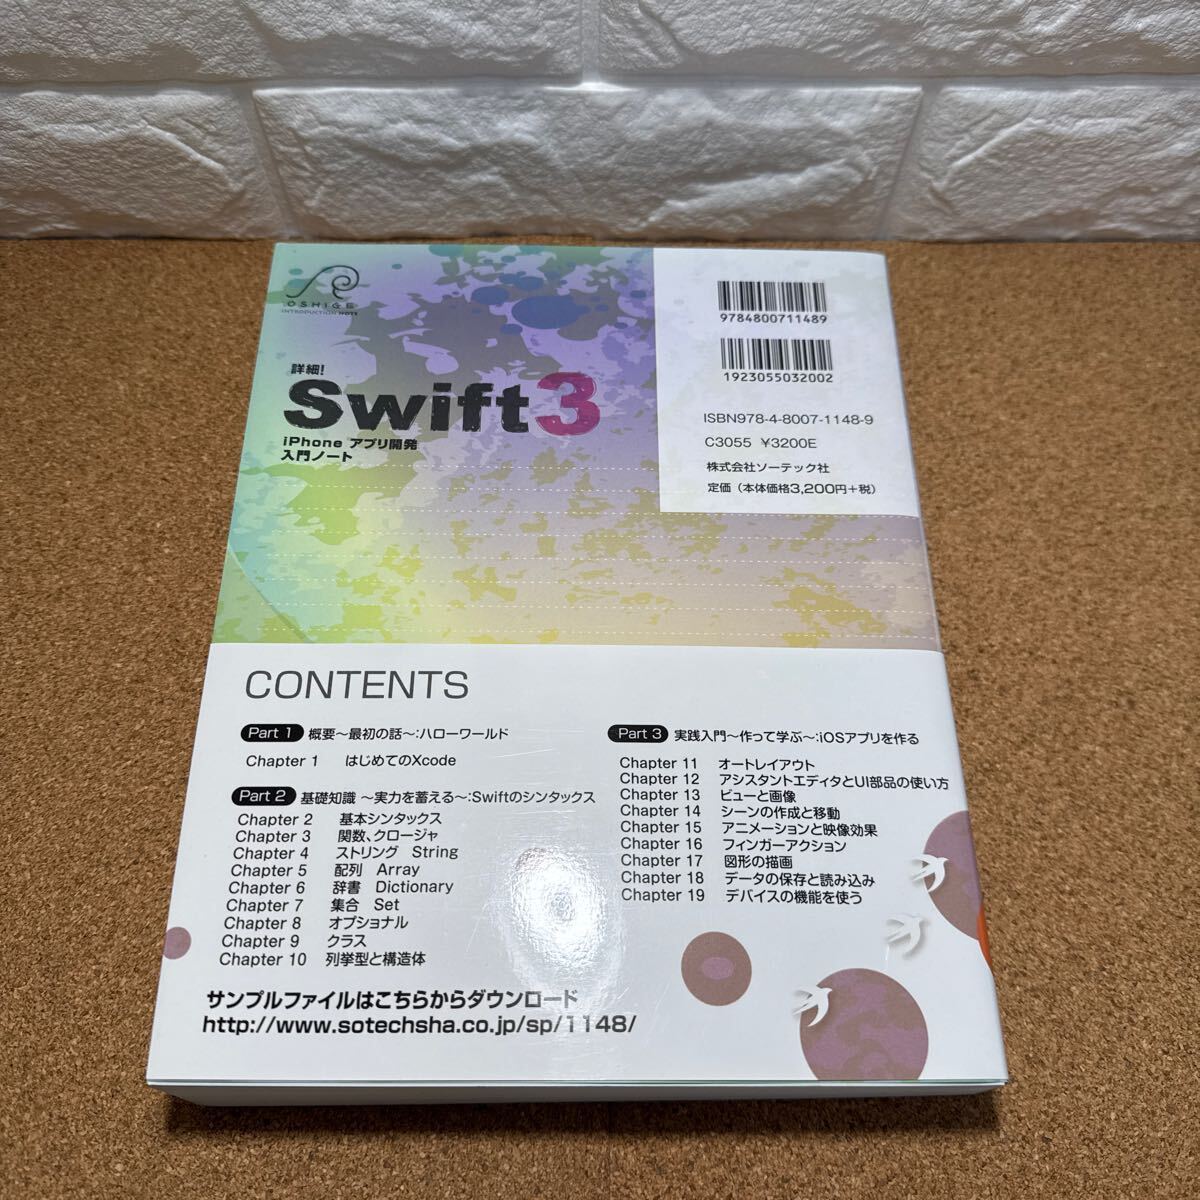 OSHIGE
INTRODUCTION NOTE
詳細!
Swift3
iPhone アプリ開発
入門ノート
9784800711489
1923055032002
ISBN978-4-8007-1148-9
C3055 ¥3200E
株式会社ソーテック社
定価(本体価格3,200円+税)
CONTENTS
Part 1 概要〜最初の話〜:ハローワールド
Chapter 1 はじめてのXcode
Part 2 基礎知識 〜実力を蓄える〜:Swiftのシンタックス
Chapter 2 基本シンタックス
Chapter 3 関数、クロージャ
Chapter 4 ストリング String
Chapter 5 配列 Array
Chapter 6 辞書 Dictionary
Chapter 7 集合 Set
Chapter 8 オプショナル
Chapter 9 クラス
Chapter 10 列挙型と構造体
Part 3 実践入門〜作って学ぶ〜:iOSアプリを作る
Chapter 11 オートレイアウト
Chapter 12 アシスタントエディタとUI部品の使い方
Chapter 13 ビューと画像
Chapter 14 シーンの作成と移動
Chapter 15 アニメーションと映像効果
Chapter 16 フィンガーアクション
Chapter 17 図形の描画
Chapter 18 データの保存と読み込み
Chapter 19 デバイスの機能を使う
サンプルファイルはこちらからダウンロード
http://www.sotechsha.co.jp/sp/1148/